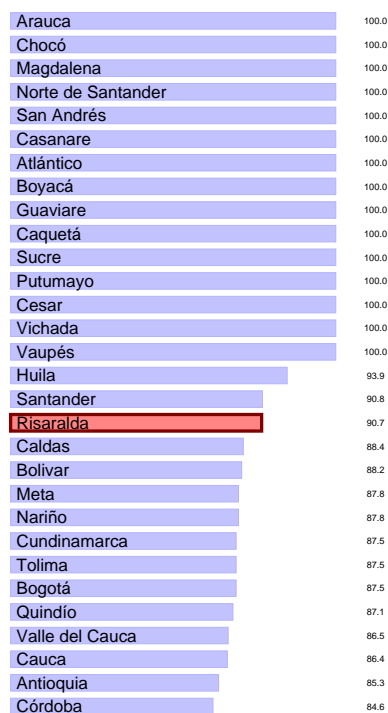 Arauca 100.0
Chocó 100.0
Magdalena 100.0
Norte de Santander 100.0
San Andrés 100.0
Casanare 100.0
Atlántico 100.0
Boyacá 100.0
Guaviare 100.0
Caquetá 100.0
Sucre 100.0
Putumayo 100.0
Cesar 100.0
Vichada 100.0
Vaupés 100.0
Huila 93.9
Santander 90.8
Risaralda 90.7
Caldas 88.4
Bolivar 88.2
Meta 87.8
Nariño 87.8
Cundinamarca 87.5
Tolima 87.5
Bogotá 87.5
Quindío 87.1
Valle del Cauca 86.5
Cauca 86.4
Antioquia 85.3
Córdoba 84.6